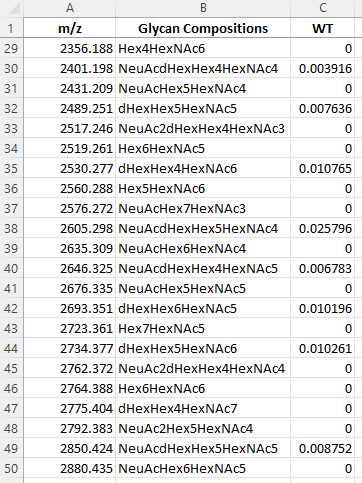 A B C
1 m/z Glycan Compositions WT
29 2356.188 Hex4HexNAc6 0
30 2401.198 NeuAcdHexHex4HexNAc4 0.003916
31 2431.209 NeuAcHex5HexNAc4 0
32 2489.251 dHexHex5HexNAc5 0.007636
33 2517.246 NeuAc2dHexHex4HexNAc3 0
34 2519.261 Hex6HexNAc5 0
35 2530.277 dHexHex4HexNAc6 0.010765
36 2560.288 Hex5HexNAc6 0
37 2576.272 NeuAcHex7HexNAc3 0
38 2605.298 NeuAcdHexHex5HexNAc4 0.025796
39 2635.309 NeuAcHex6HexNAc4 0
40 2646.325 NeuAcdHexHex4HexNAc5 0.006783
41 2676.335 NeuAcHex5HexNAc5 0
42 2693.351 dHexHex6HexNAc5 0.010196
43 2723.361 Hex7HexNAc5 0
44 2734.377 dHexHex5HexNAc6 0.010261
45 2762.372 NeuAc2dHexHex4HexNAc4 0
46 2764.388 Hex6HexNAc6 0
47 2775.404 dHexHex4HexNAc7 0
48 2792.383 NeuAc2Hex5HexNAc4 0
49 2850.424 NeuAcdHexHex5HexNAc5 0.008752
50 2880.435 NeuAcHex6HexNAc5 0